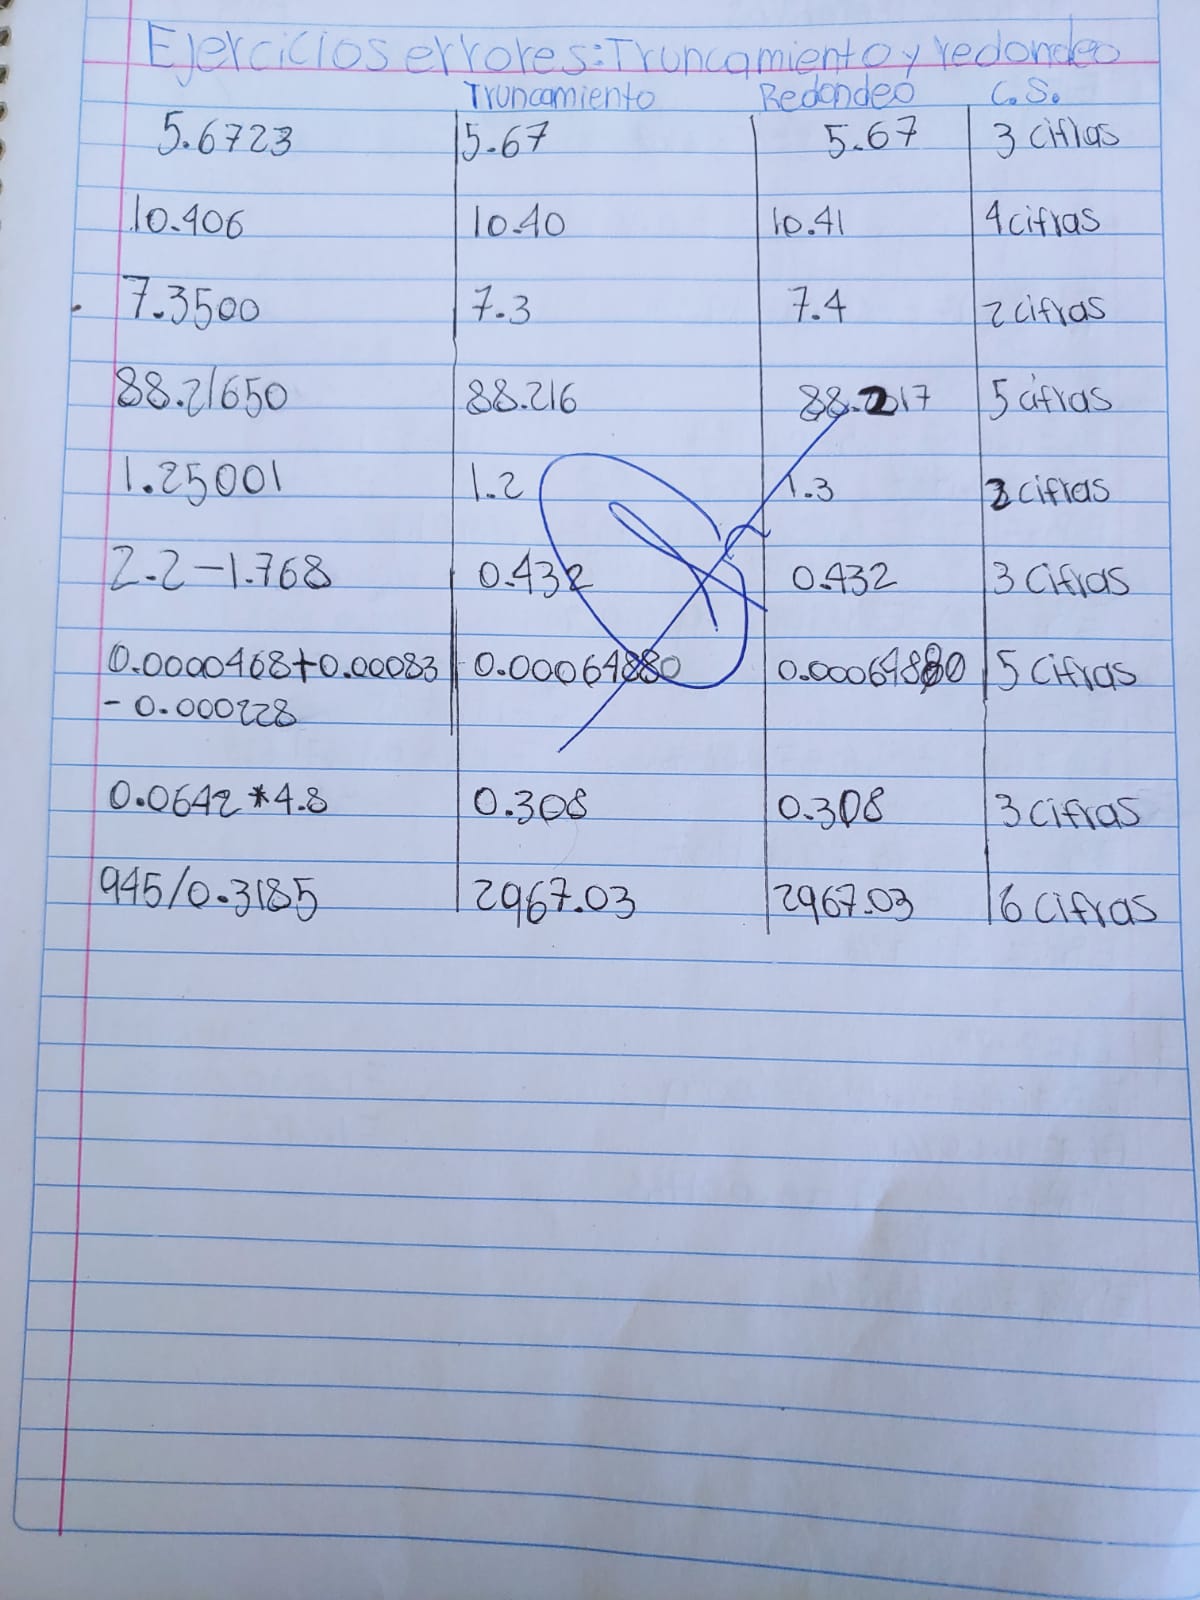 Ejercicios errores: Truncamiento y redondeo
Truncamiento Redondeo C.S.
5.6723 5.67 5.67 3 cifras
10.406 10.40 10.41 4 cifras
7.3500 7.3 7.4 2 cifras
88.21650 88.216 88.217 5 cifras
1.25001 1.2 1.3 2 cifras
2.2-1.768 0.432 0.432 3 cifras
0.0000468+0.00083 0.00064880 0.00064880 5 cifras
- 0.000228
0.0642 * 4.8 0.308 0.308 3 cifras
945/0.3185 2967.03 2967.03 6 cifras